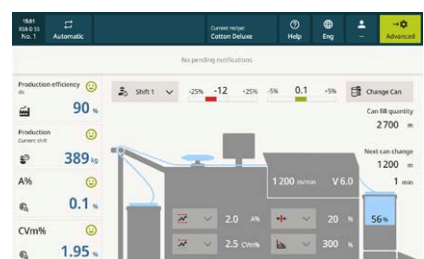 15:01
RSB-D 55
No. 1
Automatic
Current recipe:
Cotton Deluxe
Help
Eng
--
Advanced
No pending notifications
Production efficiency
4h
90 %
Production
Current shift
389 kg
A%
0.1 %
CVm%
1.95 %
Shift 1
-25% -12 +25%
-5% 0.1 +5%
Change Can
Can fill quantity
2700 m
Next can change
1200 m
1 min
1200 m/min V 6.0
56%
2.0 A%
20 %
2.5 CVm%
300 %